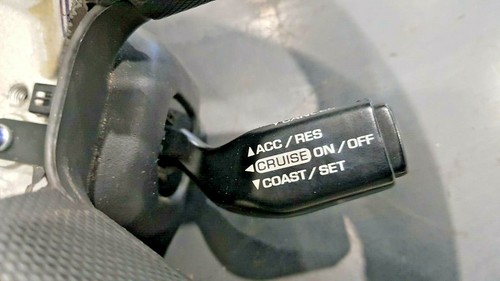 ▲ACC / RES
◄CRUISE ON / OFF
▼COAST / SET